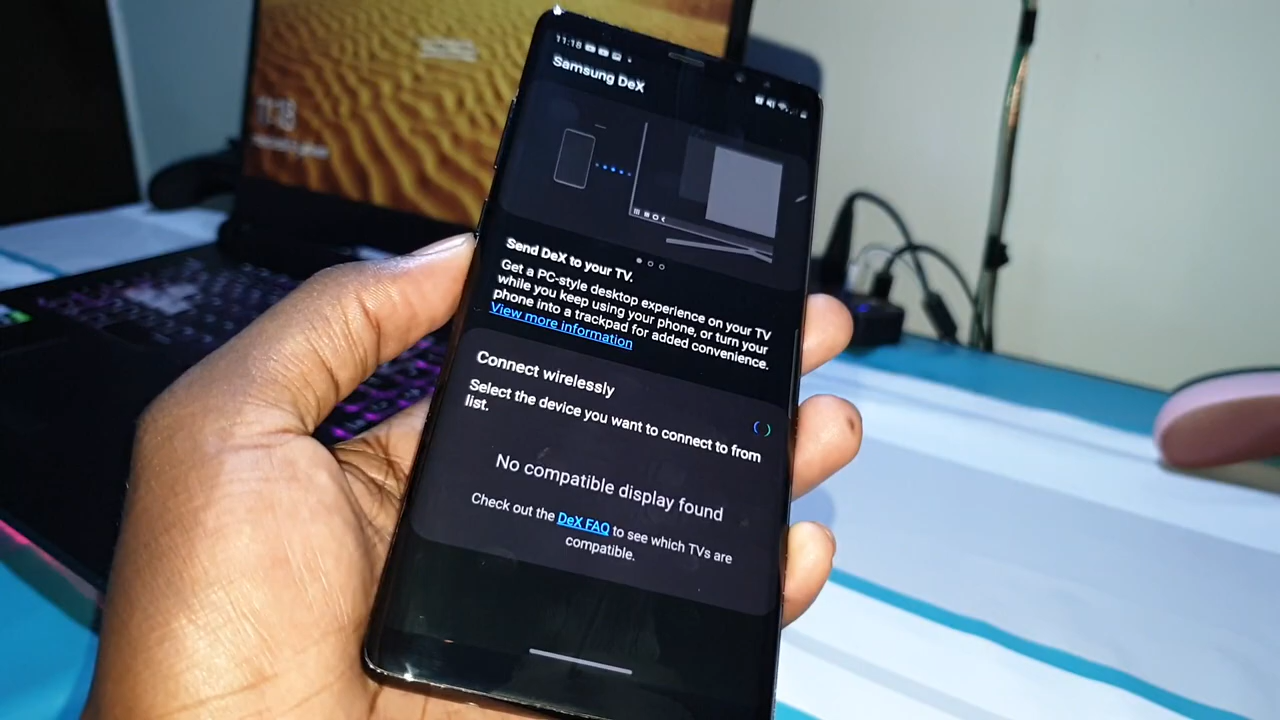 11:18
Samsung DeX
Send DeX to your TV.
Get a PC-style desktop experience on your TV
while you keep using your phone, or turn your
phone into a trackpad for added convenience.
View more information
Connect wirelessly
Select the device you want to connect to from
list.
No compatible display found
Check out the DeX FAQ to see which TVs are
compatible.
11:18